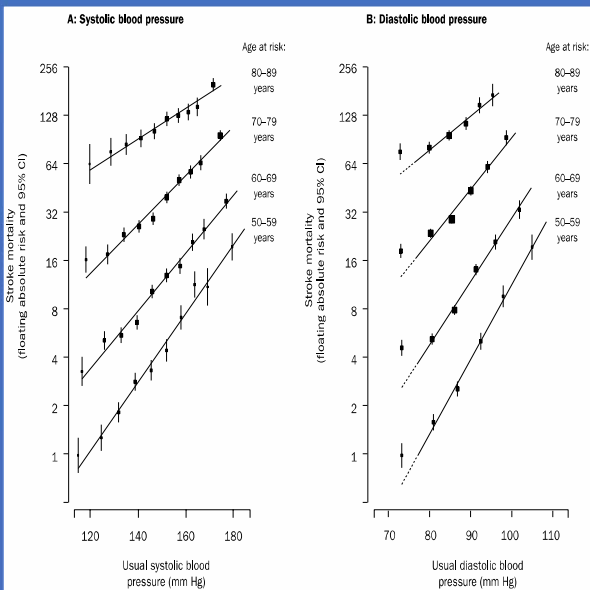 A: Systolic blood pressure
Age at risk:
256
128
64
32
16
8
4
2
1
80–89
years
70–79
years
60–69
years
50–59
years
Stroke mortality
(floating absolute risk and 95% CI)
120
140
160
180
Usual systolic blood
pressure (mm Hg)
B: Diastolic blood pressure
Age at risk:
256
128
64
32
16
8
4
2
1
80–89
years
70–79
years
60–69
years
50–59
years
Stroke mortality
(floating absolute risk and 95% CI)
70
80
90
100
110
Usual diastolic blood
pressure (mm Hg)